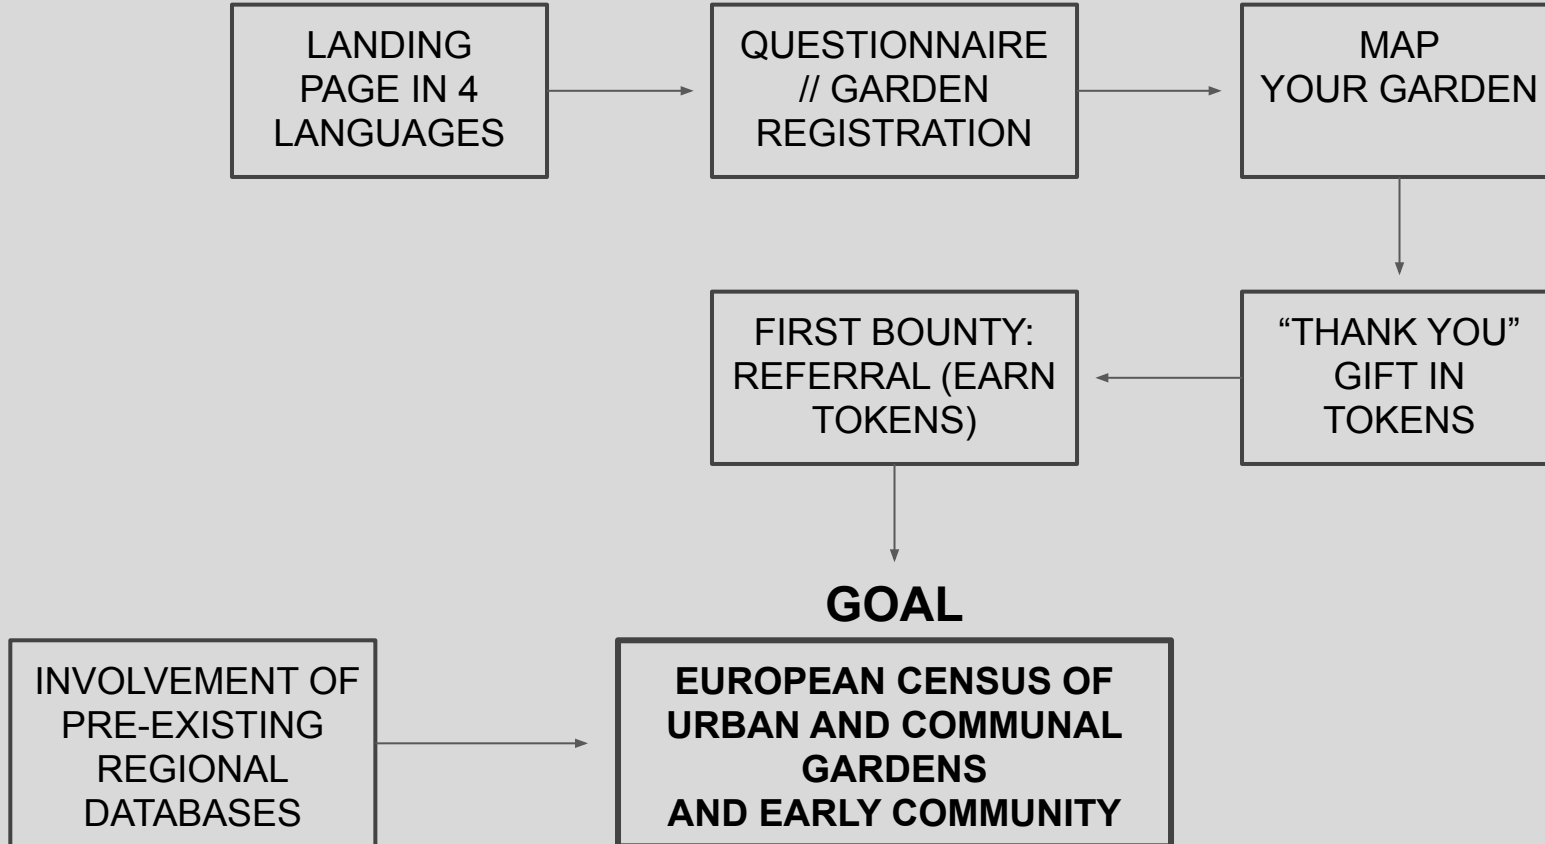 LANDING
PAGE IN 4
LANGUAGES
QUESTIONNAIRE
// GARDEN
REGISTRATION
MAP
YOUR GARDEN
“THANK YOU”
GIFT IN
TOKENS
FIRST BOUNTY:
REFERRAL (EARN
TOKENS)
GOAL
INVOLVEMENT OF
PRE-EXISTING
REGIONAL
DATABASES
EUROPEAN CENSUS OF
URBAN AND COMMUNAL
GARDENS
AND EARLY COMMUNITY